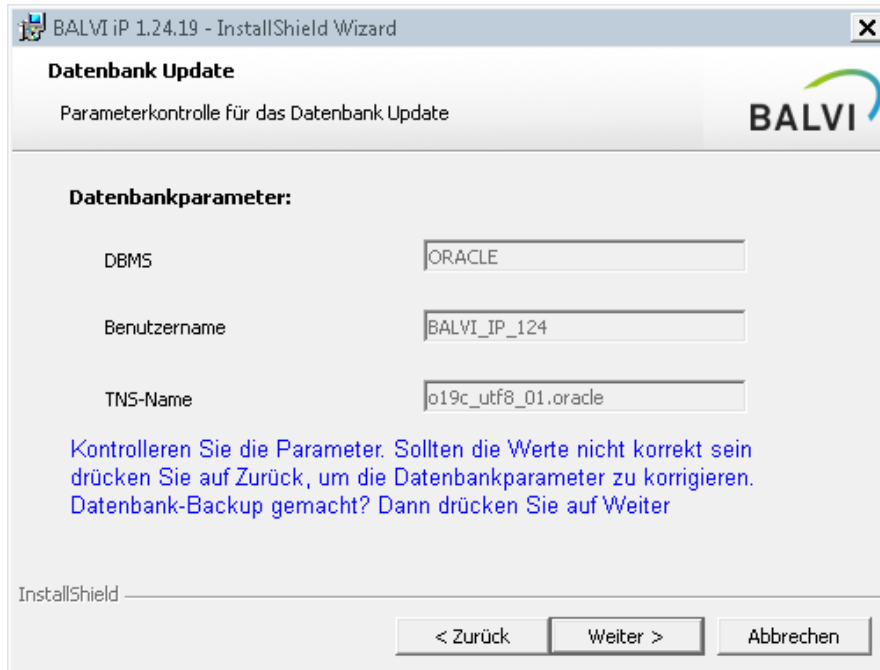 BALVI iP 1.24.19 - InstallShield Wizard
Datenbank Update
Parameterkontrolle für das Datenbank Update
BALVI
Datenbankparameter:
DBMS
ORACLE
Benutzername
BALVI_IP_124
TNS-Name
o19c_utf8_01.oracle
Kontrolleren Sie die Parameter. Sollten die Werte nicht korrekt sein
drücken Sie auf Zurück, um die Datenbankparameter zu korrigieren.
Datenbank-Backup gemacht? Dann drücken Sie auf Weiter
InstallShield
< Zurück
Weiter >
Abbrechen